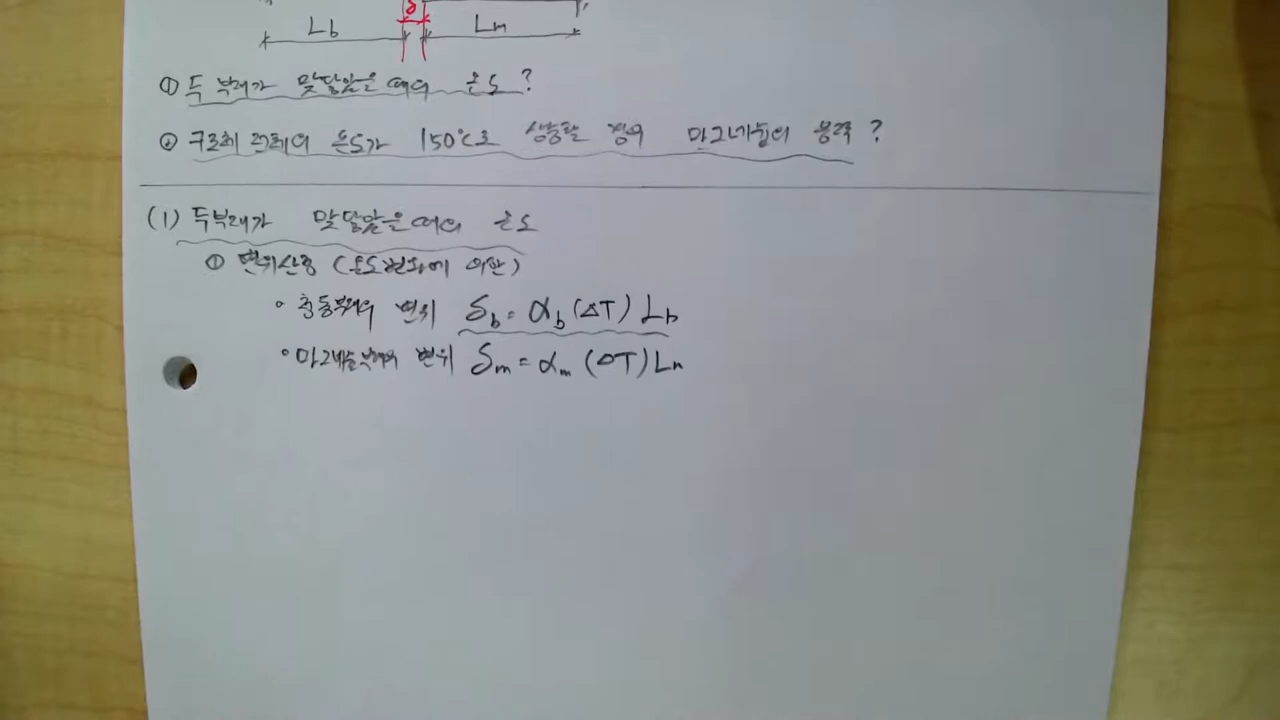 δ
Lb Lm
① 두 부재가 맞닿았을 때의 온도?
② 구조체 전체의 온도가 150℃로 상승할 경우 마그네슘의 응력?
(1) 두부재가 맞닿았을 때의 온도
① 변위산정 (온도변화에 의한)
• 청동부재의 변위 δb = αb (ΔT) Lb
• 마그네슘부재의 변위 δm = αm (ΔT) Lm